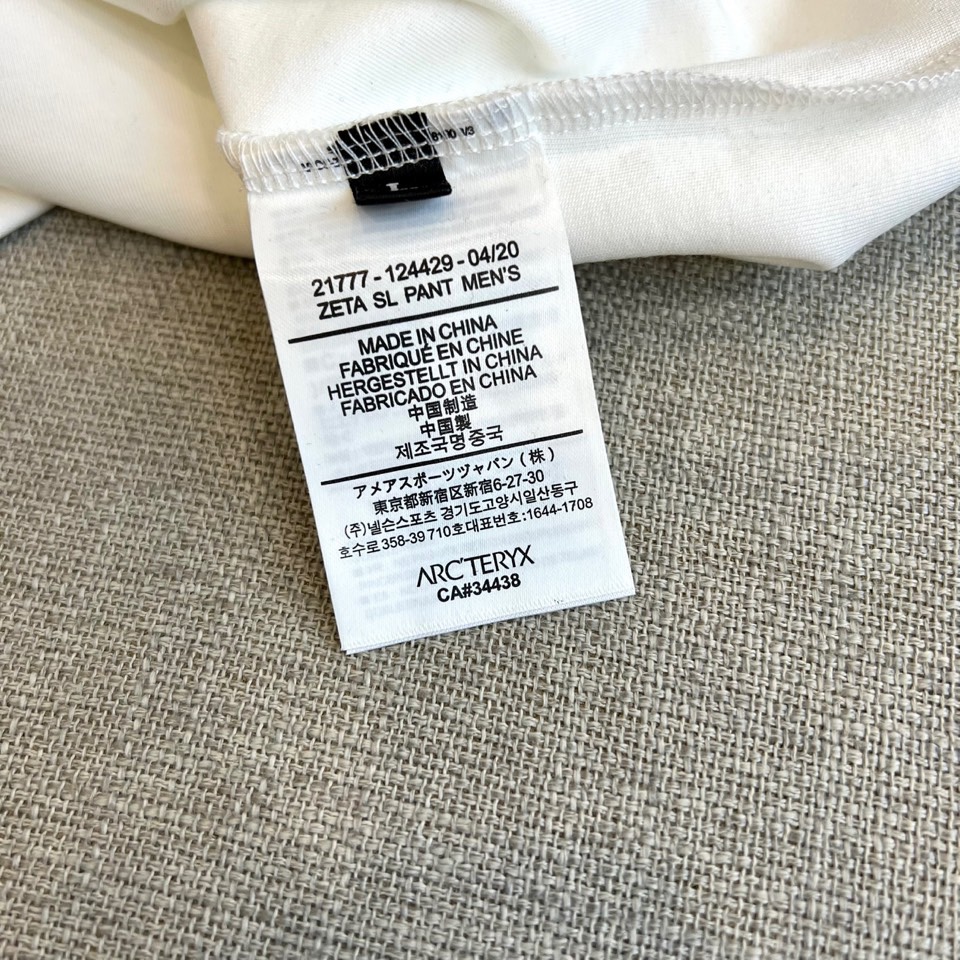 21777 - 124429 - 04/20
ZETA SL PANT MEN'S
MADE IN CHINA
FABRIQUÉ EN CHINE
HERGESTELLT IN CHINA
FABRICADO EN CHINA
中国制造
中国製
제조국명중국
アメアスポーツヅャパン ( 株 )
東京都新宿区新宿6-27-30
(주)넬슨스포츠 경기도고양시일산동구
호수로358-39 710호대표번호:1644-1708
ARC'TERYX
CA#34438